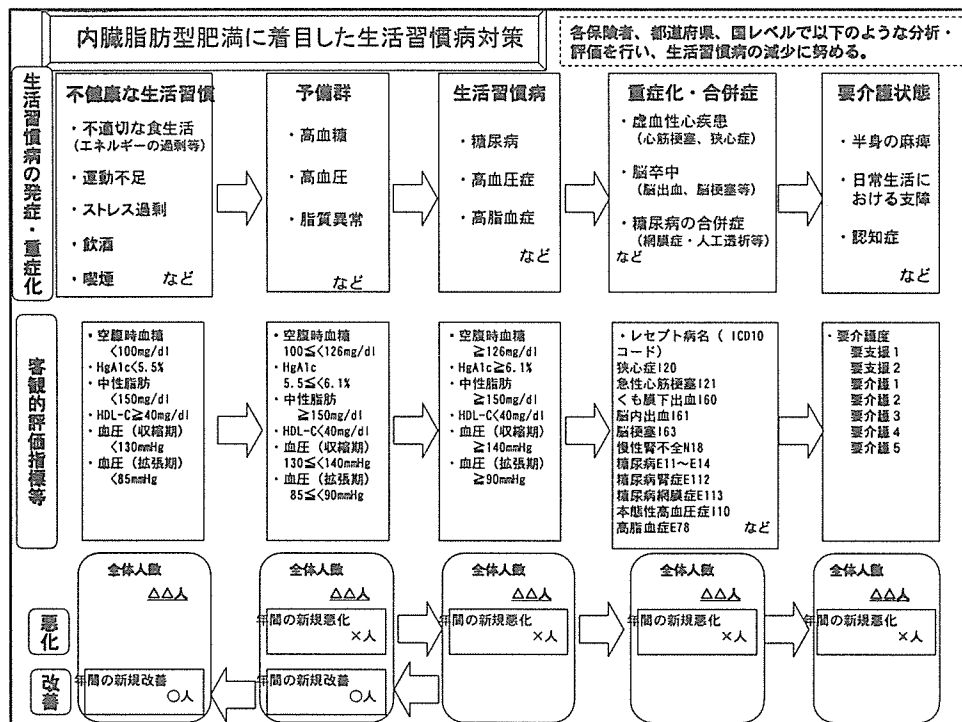 内臓脂肪型肥満に着目した生活習慣病対策
各保険者、都道府県、国レベルで以下のような分析・
評価を行い、生活習慣病の減少に努める。
生活習慣病の発症・重症化
不健康な生活習慣
・不適切な食生活
(エネルギーの過剰等)
・運動不足
・ストレス過剰
・飲酒
・喫煙
など
予備群
・高血糖
・高血圧
・脂質異常
など
生活習慣病
・糖尿病
・高血圧症
・高脂血症
など
重症化・合併症
・虚血性心疾患
(心筋梗塞、狭心症)
・脳卒中
(脳出血、脳梗塞等)
・糖尿病の合併症
(網膜症・人工透析等)
など
要介護状態
・半身の麻痺
・日常生活に
おける支障
・認知症
など
客観的評価指標等
・空腹時血糖
<100mg/dl
・HgA1c<5.5%
・中性脂肪
<150mg/dl
・HDL-C≧40mg/dl
・血圧(収縮期)
<130mmHg
・血圧(拡張期)
<85mmHg
・空腹時血糖
100≦<126mg/dl
・HgA1c
5.5≦<6.1%
・中性脂肪
≧150mg/dl
・HDL-C<40mg/dl
・血圧(収縮期)
130≦<140mmHg
・血圧(拡張期)
85≦<90mmHg
・空腹時血糖
≧126mg/dl
・HgA1c≧6.1%
・中性脂肪
≧150mg/dl
・HDL-C<40mg/dl
・血圧(収縮期)
≧140mmHg
・血圧(拡張期)
≧90mmHg
・レセプト病名(ICD10
コード)
狭心症I20
急性心筋梗塞I21
くも膜下出血I60
脳内出血I61
脳梗塞I63
慢性腎不全N18
糖尿病E11～E14
糖尿病腎症E112
糖尿病網膜症E113
本態性高血圧症I10
高脂血症E78 など
・要介護度
要支援1
要支援2
要介護1
要介護2
要介護3
要介護4
要介護5
悪化
改善
全体人数
△△人
年間の新規改善
○人
全体人数
△△人
年間の新規悪化
×人
年間の新規改善
○人
全体人数
△△人
年間の新規悪化
×人
全体人数
△△人
年間の新規悪化
×人
全体人数
△△人
年間の新規悪化
×人